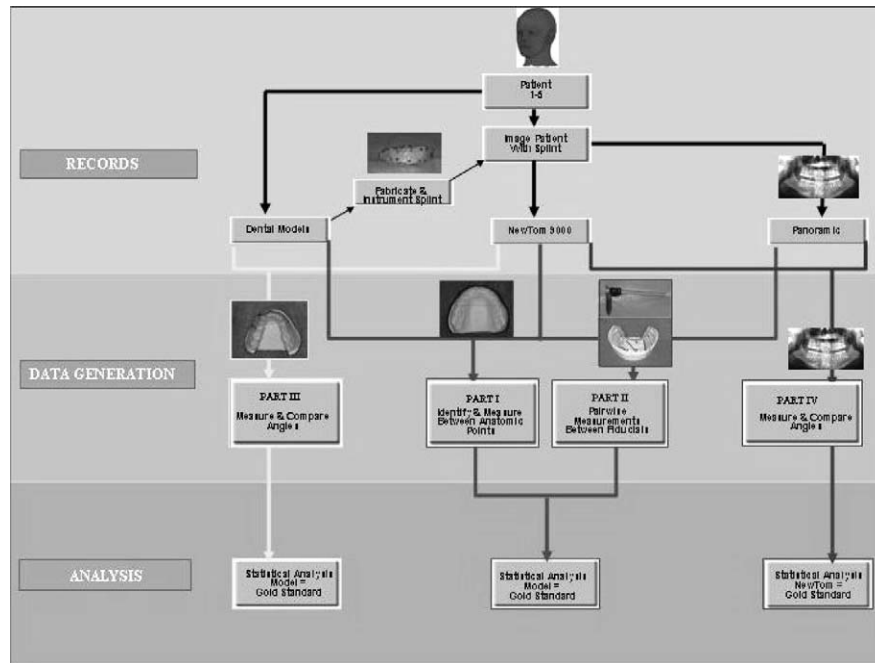 Patient
1-5
Image Patient
With Splint
RECORDS
Fabricate &
Instrument Splint
Dental Models
NewTom 9000
Panoramic
DATA GENERATION
PART III
Measure & Compare
Angles
PART I
Identify & Measure
Between Anatomic
Points
PART II
Pairwise
Measurements
Between Fiducials
PART IV
Measure & Compare
Angles
ANALYSIS
Statistical Analysis
Model =
Gold Standard
Statistical Analysis
Model =
Gold Standard
Statistical Analysis
NewTom =
Gold Standard